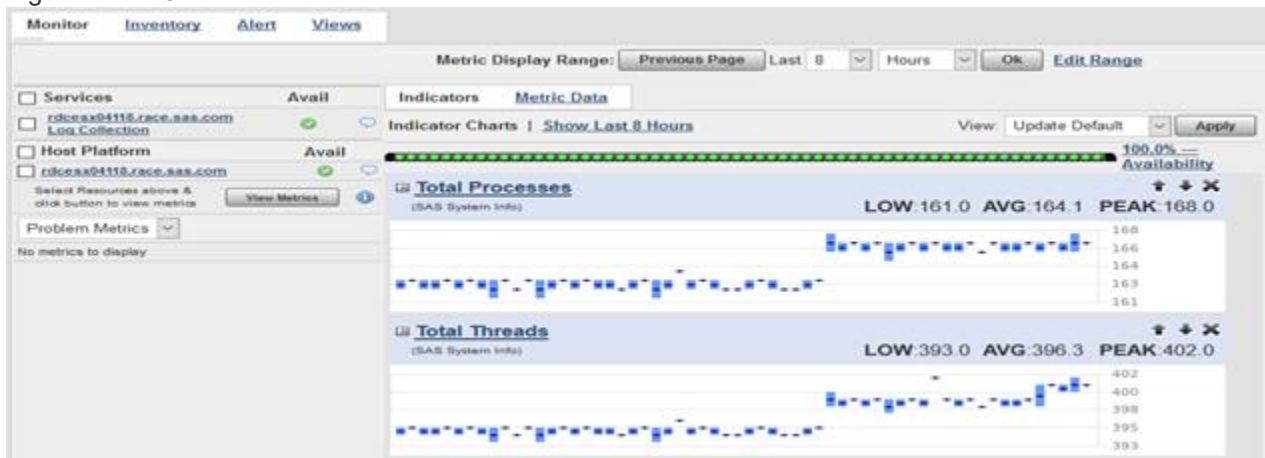 Monitor Inventory Alert Views
Metric Display Range: Previous Page Last 8 Hours Ok Edit Range
Services Avail
rdcesx04118.race.sas.com
Log Collection
Host Platform Avail
rdcesx04118.race.sas.com
Select Resources above &
click button to view metrics
View Metrics
Problem Metrics
No metrics to display
Indicators Metric Data
Indicator Charts | Show Last 8 Hours
View: Update Default Apply
100.0% —
Availability
Total Processes
(SAS System Info)
LOW:161.0 AVG:164.1 PEAK:168.0
168
166
164
163
161
Total Threads
(SAS System Info)
LOW:393.0 AVG:396.3 PEAK:402.0
402
400
398
395
393